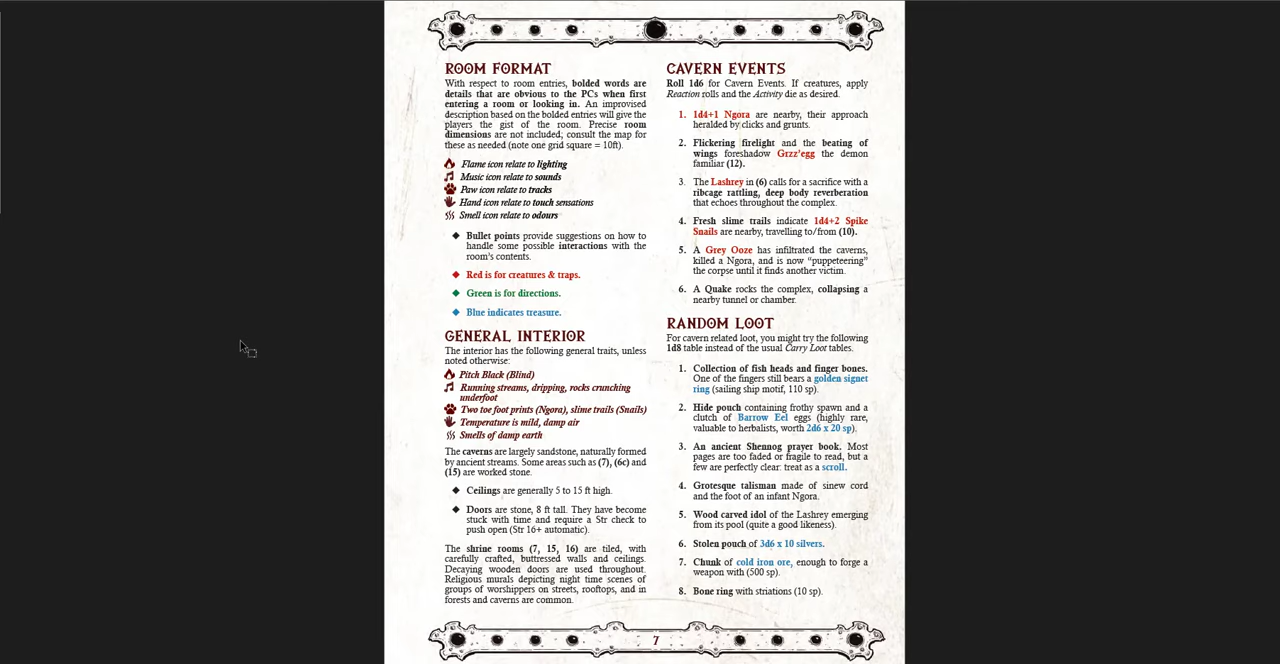 ROOM FORMAT
With respect to room entries, bolded words are
details that are obvious to the PCs when first
entering a room or looking in. An improvised
description based on the bolded entries will give the
players the gist of the room. Precise room
dimensions are not included; consult the map for
these as needed (note one grid square = 10ft).
Flame icon relate to lighting
Music icon relate to sounds
Paw icon relate to tracks
Hand icon relate to touch sensations
Smell icon relate to odours
◆ Bullet points provide suggestions on how to
handle some possible interactions with the
room's contents.
◆ Red is for creatures & traps.
◆ Green is for directions.
◆ Blue indicates treasure.
GENERAL INTERIOR
The interior has the following general traits, unless
noted otherwise:
Pitch Black (Blind)
Running streams, dripping, rocks crunching
underfoot
Two toe foot prints (Ngora), slime trails (Snails)
Temperature is mild, damp air
Smells of damp earth
The caverns are largely sandstone, naturally formed
by ancient streams. Some areas such as (7), (6c) and
(15) are worked stone.
◆ Ceilings are generally 5 to 15 ft high.
◆ Doors are stone, 8 ft tall. They have become
stuck with time and require a Str check to
push open (Str 16+ automatic).
The shrine rooms (7, 15, 16) are tiled, with
carefully crafted, buttressed walls and ceilings.
Decaying wooden doors are used throughout.
Religious murals depicting night time scenes of
groups of worshippers on streets, rooftops, and in
forests and caverns are common.
CAVERN EVENTS
Roll 1d6 for Cavern Events. If creatures, apply
Reaction rolls and the Activity die as desired.
1. 1d4+1 Ngora are nearby, their approach
heralded by clicks and grunts.
2. Flickering firelight and the beating of
wings foreshadow Grzz'egg the demon
familiar (12).
3. The Lashrey in (6) calls for a sacrifice with a
ribcage rattling, deep body reverberation
that echoes throughout the complex.
4. Fresh slime trails indicate 1d4+2 Spike
Snails are nearby, travelling to/from (10).
5. A Grey Ooze has infiltrated the caverns,
killed a Ngora, and is now "puppeteering"
the corpse until it finds another victim.
6. A Quake rocks the complex, collapsing a
nearby tunnel or chamber.
RANDOM LOOT
For cavern related loot, you might try the following
1d8 table instead of the usual Carry Loot tables.
1. Collection of fish heads and finger bones.
One of the fingers still bears a golden signet
ring (sailing ship motif, 110 sp).
2. Hide pouch containing frothy spawn and a
clutch of Barrow Eel eggs (highly rare,
valuable to herbalists, worth 2d6 x 20 sp).
3. An ancient Shennog prayer book. Most
pages are too faded or fragile to read, but a
few are perfectly clear: treat as a scroll.
4. Grotesque talisman made of sinew cord
and the foot of an infant Ngora.
5. Wood carved idol of the Lashrey emerging
from its pool (quite a good likeness).
6. Stolen pouch of 3d6 x 10 silvers.
7. Chunk of cold iron ore, enough to forge a
weapon with (500 sp).
8. Bone ring with striations (10 sp).
7